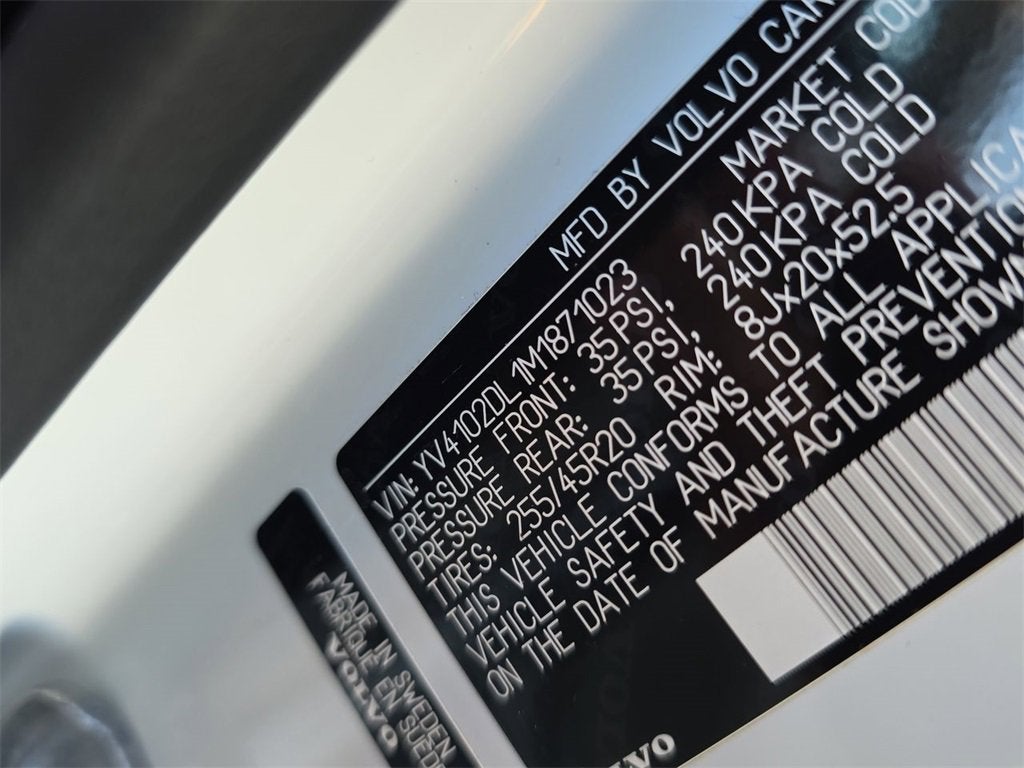 MFD BY VOLVO CAR
MARKET COD
VIN: YV4102DL1M1871023
PRESSURE FRONT: 35PSI, 240KPA COLD
PRESSURE REAR: 35PSI, 240KPA COLD
TIRES: 255/45R20 RIM: 8Jx20x52.5
THIS VEHICLE CONFORMS TO ALL APPLICA
VEHICLE SAFETY AND THEFT PREVENTION
ON THE DATE OF MANUFACTURE SHOWN
MADE IN SWEDEN
FABRIQUÉ EN SUÈDE
VOLVO